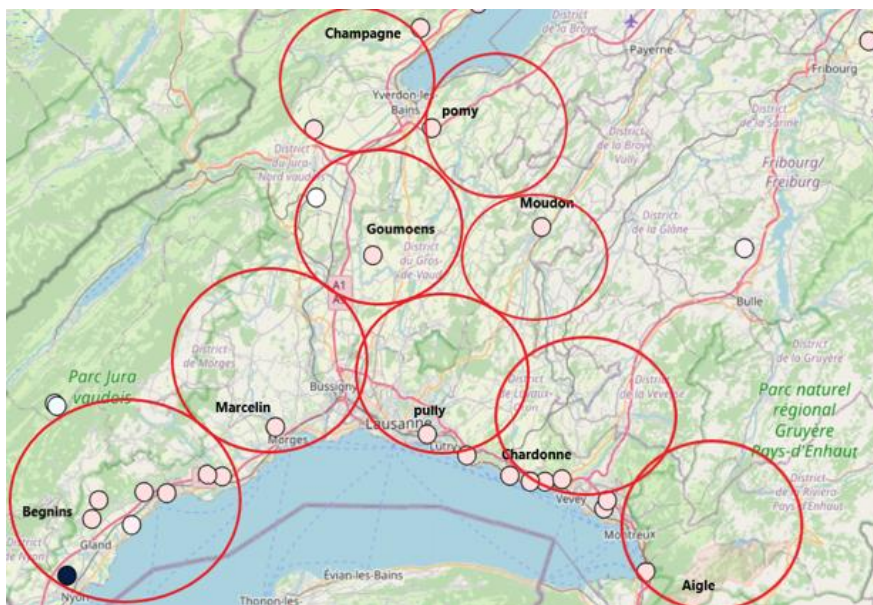 Champagne
District
de la Broye
Payerne
Fribourg
Yverdon-les-
Bains
pomy
District
de la Broye
Vully
District
de la
Sarine
District
du Jura-
Nord vaudois
Fribourg/
Freiburg
Moudon
Goumoens
District
de la Glâne
District
du Gros-
de-Vaud
A1
Bulle
District
de Morges
District
de la Gruyère
Parc Jura
vaudois
Bussigny
District
de Lavaux-
Oron
District
de la Veveyse
Parc naturel
régional
Gruyère
Pays-d'Enhaut
Marcelin
Morges
Lausanne
pully
Lutry
Chardonne
Vevey
District
de la Riviera-
Pays-d'Enhaut
Begnins
Montreux
District
de Nyon
Gland
Aigle
Nyon
Évian-les-Bains
Thonon-les-